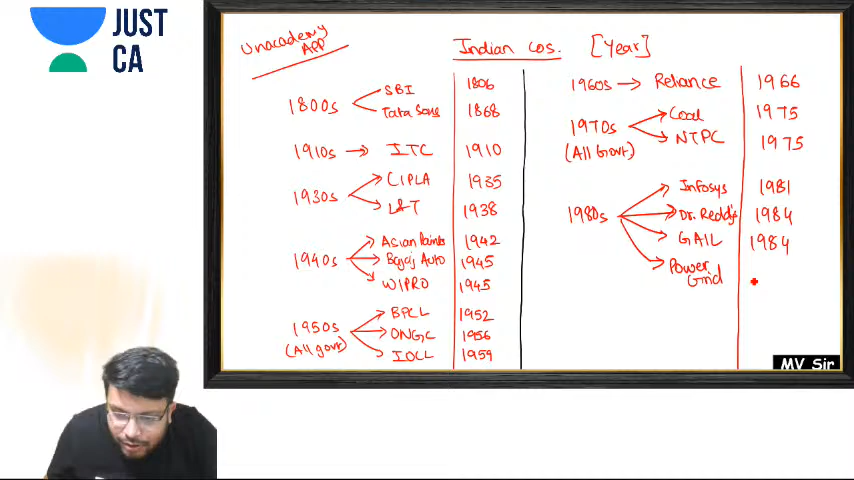 JUST
CA
Unacademy
App
Indian cos. [Year]
1800s
SBI 1806
Tata Sons 1868
1910s → ITC 1910
1930s
CIPLA 1935
L&T 1938
1940s
Asian Paints 1942
Bajaj Auto 1945
WIPRO 1945
1950s
(All govt)
BPCL 1952
ONGC 1956
IOCL 1959
1960s → Reliance 1966
1970s
(All Govt)
Coal 1975
NTPC 1975
1980s
Infosys 1981
Dr. Reddy's 1984
GAIL 1984
Power
Grid
MV Sir